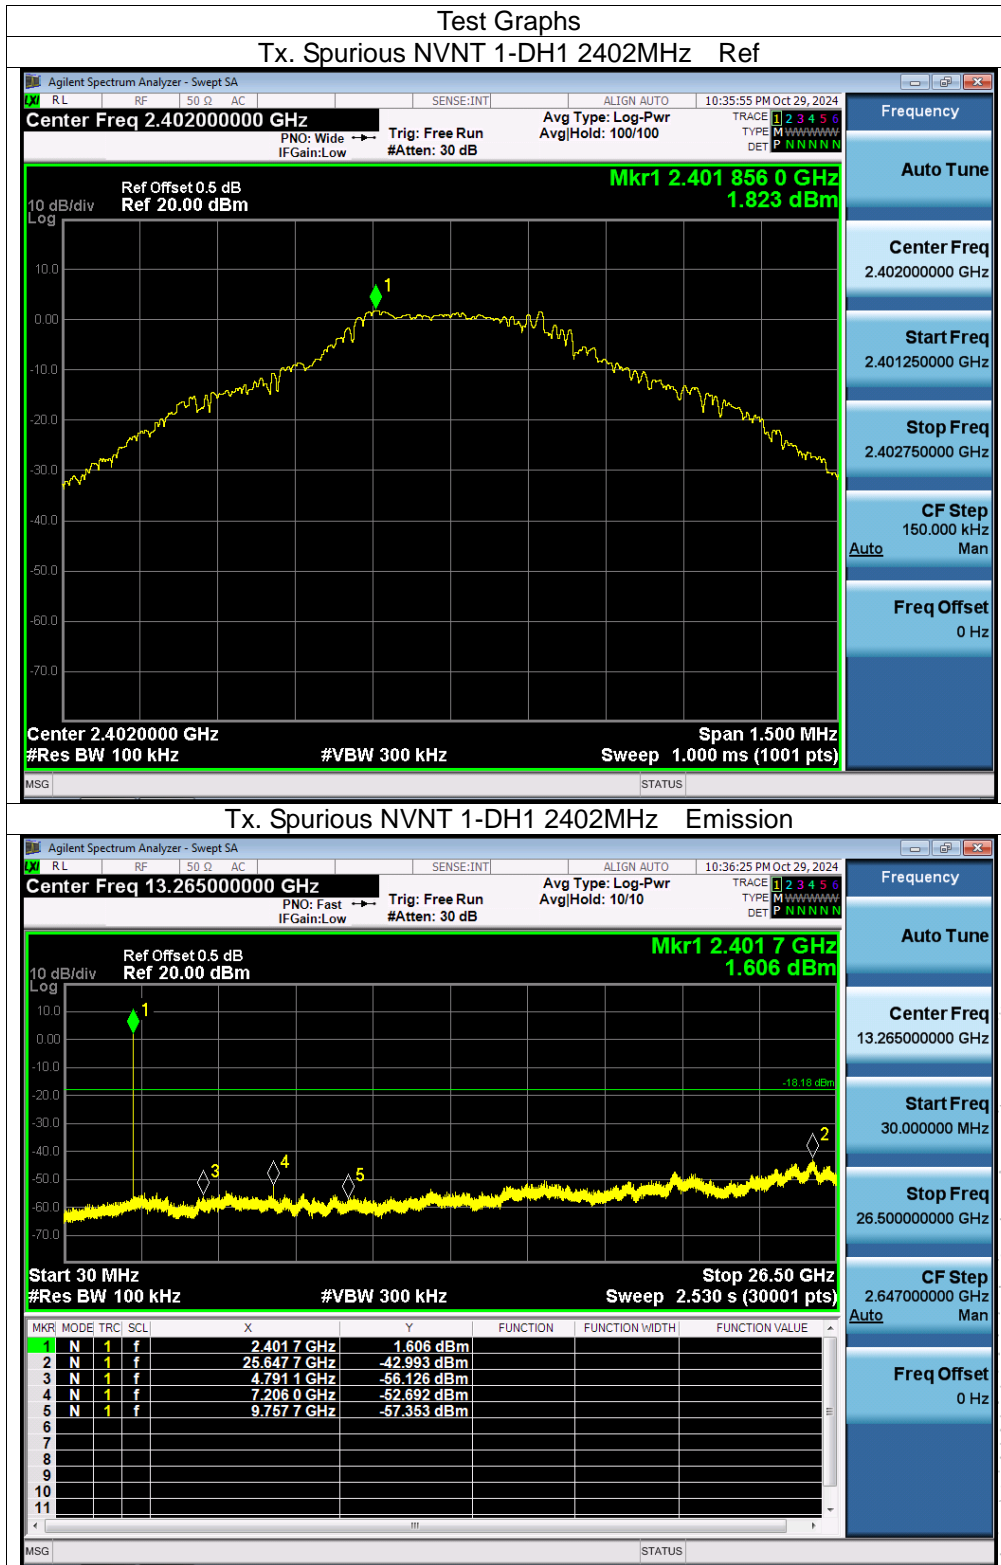 Test Graphs
Tx. Spurious NVNT 1-DH1 2402MHz Ref
Agilent Spectrum Analyzer - Swept SA
LXI RL RF 50 Ω AC SENSE:INT ALIGN AUTO 10:35:55 PM Oct 29, 2024
Center Freq 2.402000000 GHz
PNO: Wide
IFGain:Low
Trig: Free Run
#Atten: 30 dB
Avg Type: Log-Pwr
Avg|Hold: 100/100
TRACE 1 2 3 4 5 6
TYPE M WWWWW
DET P N N N N N
Frequency
Auto Tune
Center Freq
2.402000000 GHz
Start Freq
2.401250000 GHz
Stop Freq
2.402750000 GHz
CF Step
150.000 kHz
Auto Man
Freq Offset
0 Hz
Mkr1 2.401 856 0 GHz
1.823 dBm
Ref Offset 0.5 dB
10 dB/div Ref 20.00 dBm
Log
10.0
0.00
-10.0
-20.0
-30.0
-40.0
-50.0
-60.0
-70.0
1
Center 2.4020000 GHz Span 1.500 MHz
#Res BW 100 kHz #VBW 300 kHz Sweep 1.000 ms (1001 pts)
MSG STATUS
Tx. Spurious NVNT 1-DH1 2402MHz Emission
Agilent Spectrum Analyzer - Swept SA
LXI RL RF 50 Ω AC SENSE:INT ALIGN AUTO 10:36:25 PM Oct 29, 2024
Center Freq 13.265000000 GHz
PNO: Fast
IFGain:Low
Trig: Free Run
#Atten: 30 dB
Avg Type: Log-Pwr
Avg|Hold: 10/10
TRACE 1 2 3 4 5 6
TYPE M WWWWW
DET P N N N N N
Frequency
Auto Tune
Center Freq
13.265000000 GHz
Start Freq
30.000000 MHz
Stop Freq
26.500000000 GHz
CF Step
2.647000000 GHz
Auto Man
Freq Offset
0 Hz
Mkr1 2.401 7 GHz
1.606 dBm
Ref Offset 0.5 dB
10 dB/div Ref 20.00 dBm
Log
10.0
0.00
-10.0
-20.0
-30.0
-40.0
-50.0
-60.0
-70.0
-18.18 dBm
1
2
3
4
5
Start 30 MHz Stop 26.50 GHz
#Res BW 100 kHz #VBW 300 kHz Sweep 2.530 s (30001 pts)
MKR MODE TRC SCL X Y FUNCTION FUNCTION WIDTH FUNCTION VALUE
1 N 1 f 2.401 7 GHz 1.606 dBm
2 N 1 f 25.647 7 GHz -42.993 dBm
3 N 1 f 4.791 1 GHz -56.126 dBm
4 N 1 f 7.206 0 GHz -52.692 dBm
5 N 1 f 9.757 7 GHz -57.353 dBm
6
7
8
9
10
11
MSG STATUS